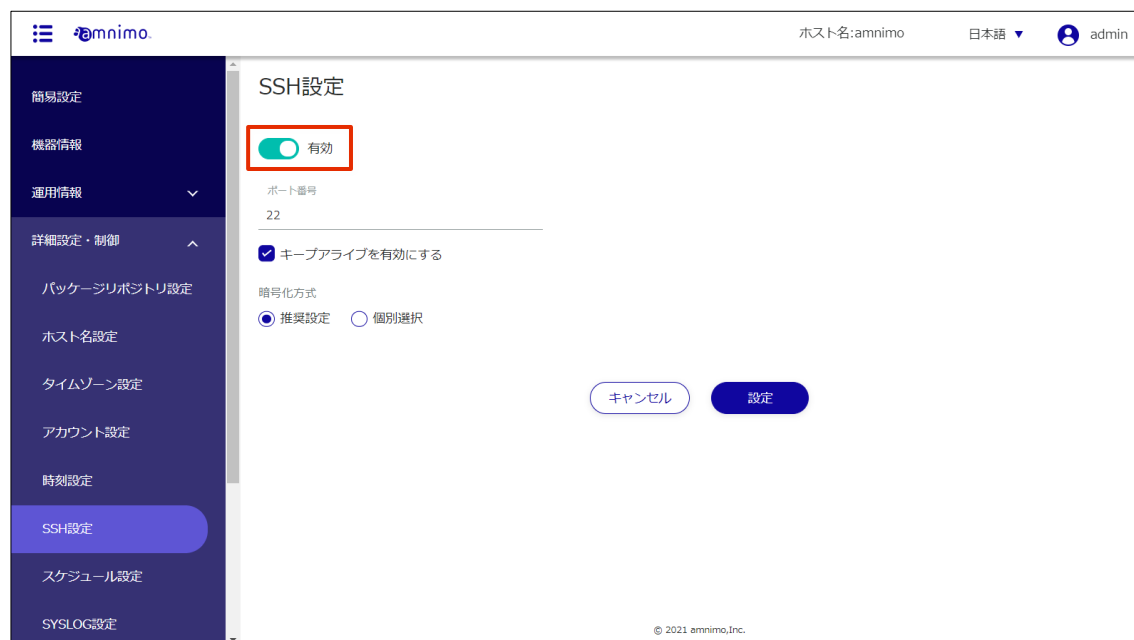 amnimo.
ホスト名:amnimo
日本語 ▼
admin
簡易設定
機器情報
運用情報
詳細設定・制御
パッケージリポジトリ設定
ホスト名設定
タイムゾーン設定
アカウント設定
時刻設定
SSH設定
スケジュール設定
SYSLOG設定
SSH設定
有効
ポート番号
22
キープアライブを有効にする
暗号化方式
推奨設定 個別選択
キャンセル 設定
© 2021 amnimo,Inc.